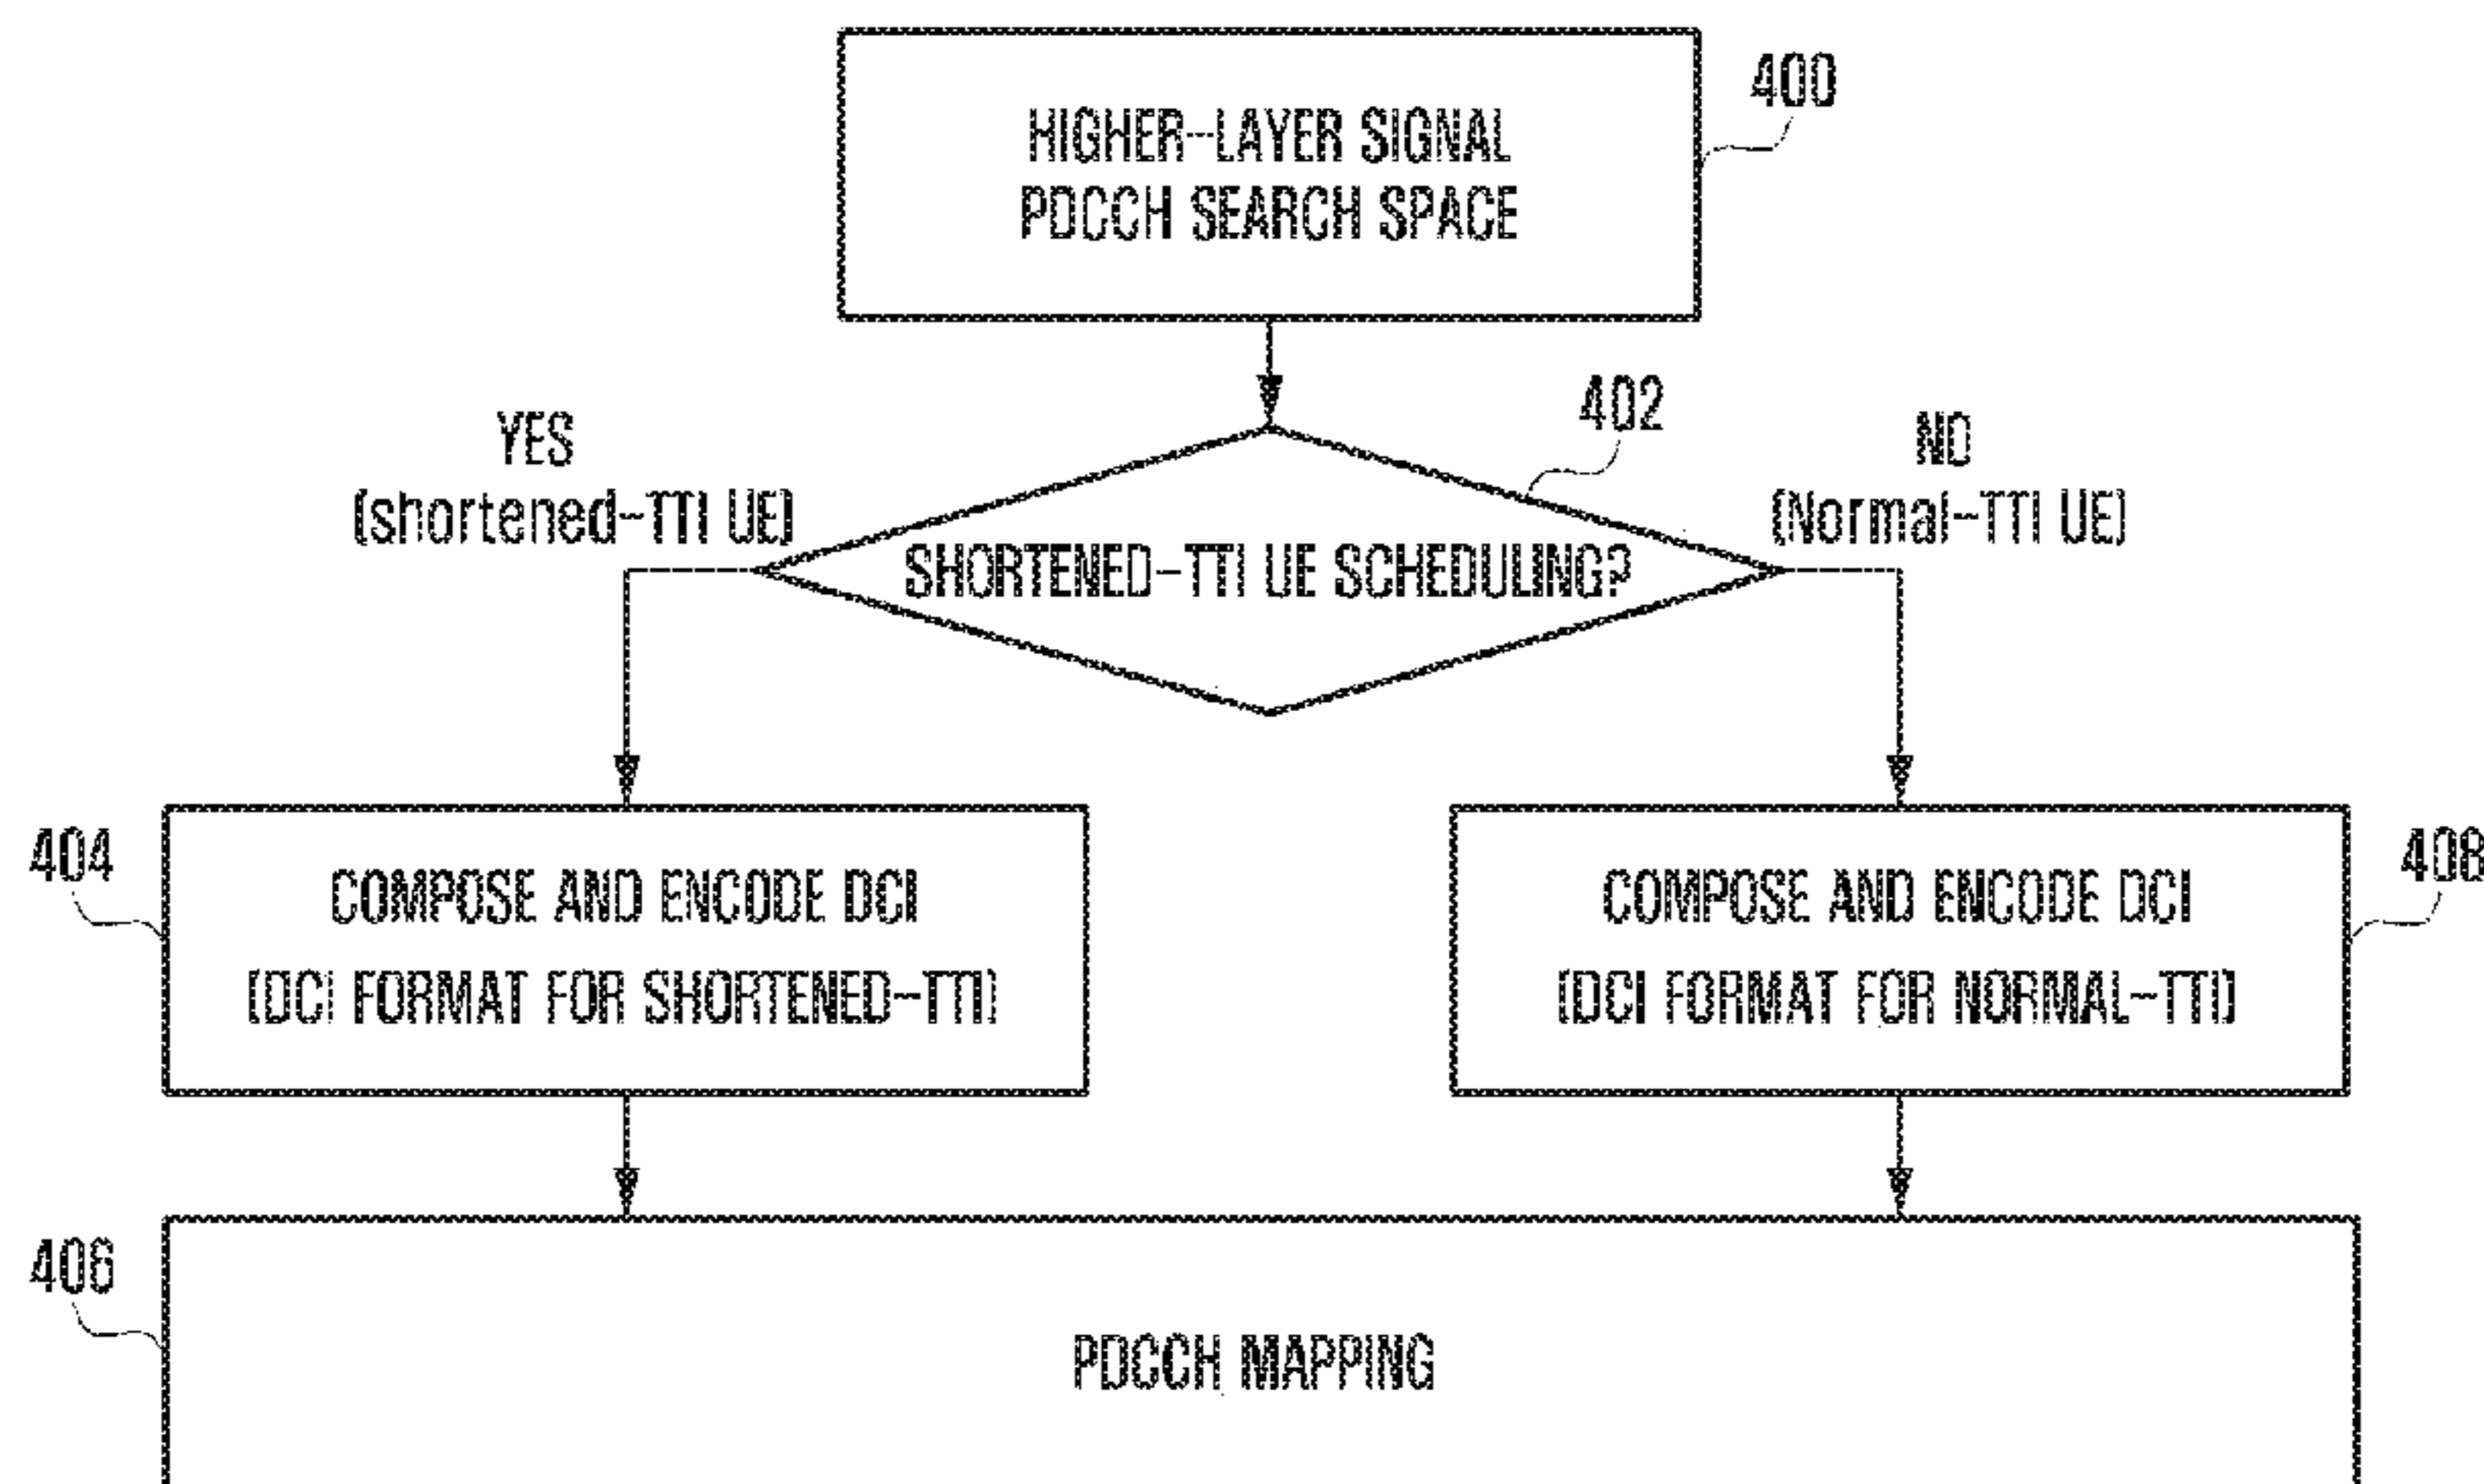 HIGHER-LAYER SIGNAL
PDCCH SEARCH SPACE
400
402
YES
(shortened-TTI UE)
NO
(Normal-TTI UE)
SHORTENED-TTI UE SCHEDULING?
404
COMPOSE AND ENCODE DCI
(DCI FORMAT FOR SHORTENED-TTI)
COMPOSE AND ENCODE DCI
(DCI FORMAT FOR NORMAL-TTI)
408
406
PDCCH MAPPING